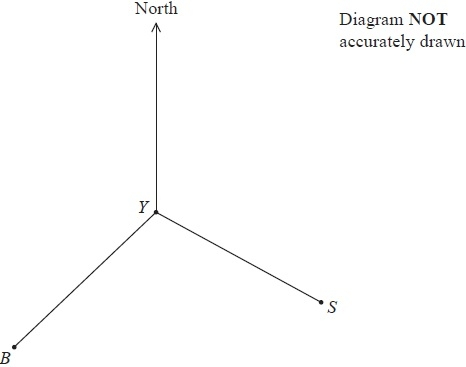 North
Diagram NOT
accurately drawn
Y
S
B